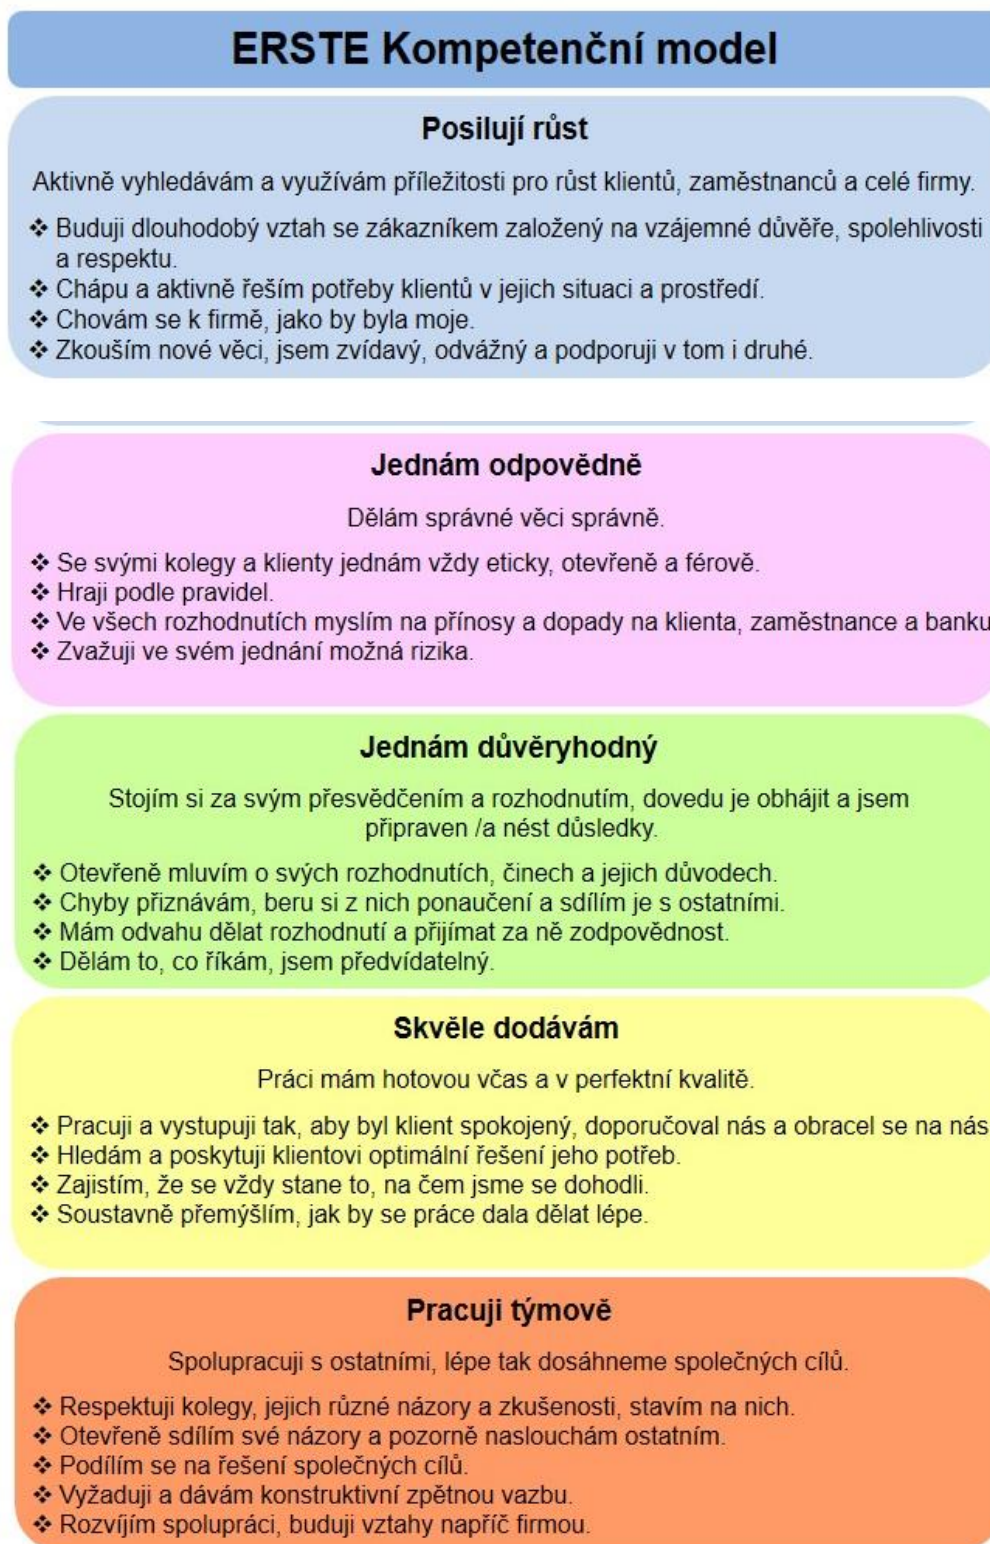 ERSTE Kompetenční model
Posilují růst
Aktivně vyhledávám a využívám příležitosti pro růst klientů, zaměstnanců a celé firmy.
❖ Buduji dlouhodobý vztah se zákazníkem založený na vzájemné důvěře, spolehlivosti
a respektu.
❖ Chápu a aktivně řeším potřeby klientů v jejich situaci a prostředí.
❖ Chovám se k firmě, jako by byla moje.
❖ Zkouším nové věci, jsem zvídavý, odvážný a podporuji v tom i druhé.
Jednám odpovědně
Dělám správné věci správně.
❖ Se svými kolegy a klienty jednám vždy eticky, otevřeně a férově.
❖ Hraji podle pravidel.
❖ Ve všech rozhodnutích myslím na přínosy a dopady na klienta, zaměstnance a banku
❖ Zvažuji ve svém jednání možná rizika.
Jednám důvěryhodný
Stojím si za svým přesvědčením a rozhodnutím, dovedu je obhájit a jsem
připraven /a nést důsledky.
❖ Otevřeně mluvím o svých rozhodnutích, činech a jejich důvodech.
❖ Chyby přiznávám, beru si z nich ponaučení a sdílím je s ostatními.
❖ Mám odvahu dělat rozhodnutí a přijímat za ně zodpovědnost.
❖ Dělám to, co říkám, jsem předvídatelný.
Skvěle dodávám
Práci mám hotovou včas a v perfektní kvalitě.
❖ Pracuji a vystupuji tak, aby byl klient spokojený, doporučoval nás a obracel se na nás
❖ Hledám a poskytuji klientovi optimální řešení jeho potřeb.
❖ Zajistím, že se vždy stane to, na čem jsme se dohodli.
❖ Soustavně přemýšlím, jak by se práce dala dělat lépe.
Pracuji týmově
Spolupracuji s ostatními, lépe tak dosáhneme společných cílů.
❖ Respektuji kolegy, jejich různé názory a zkušenosti, stavím na nich.
❖ Otevřeně sdílím své názory a pozorně naslouchám ostatním.
❖ Podílím se na řešení společných cílů.
❖ Vyžaduji a dávám konstruktivní zpětnou vazbu.
❖ Rozvíjím spolupráci, buduji vztahy napříč firmou.